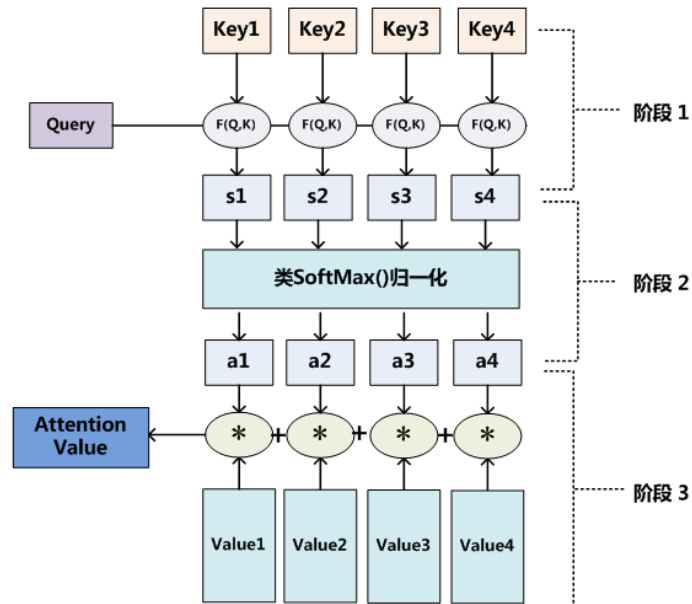 Key1 Key2 Key3 Key4
阶段 1
Query
F(Q,K) F(Q,K) F(Q,K) F(Q,K)
s1 s2 s3 s4
类SoftMax()归一化
阶段 2
a1 a2 a3 a4
Attention
Value
* + * + * + *
阶段 3
Value1 Value2 Value3 Value4